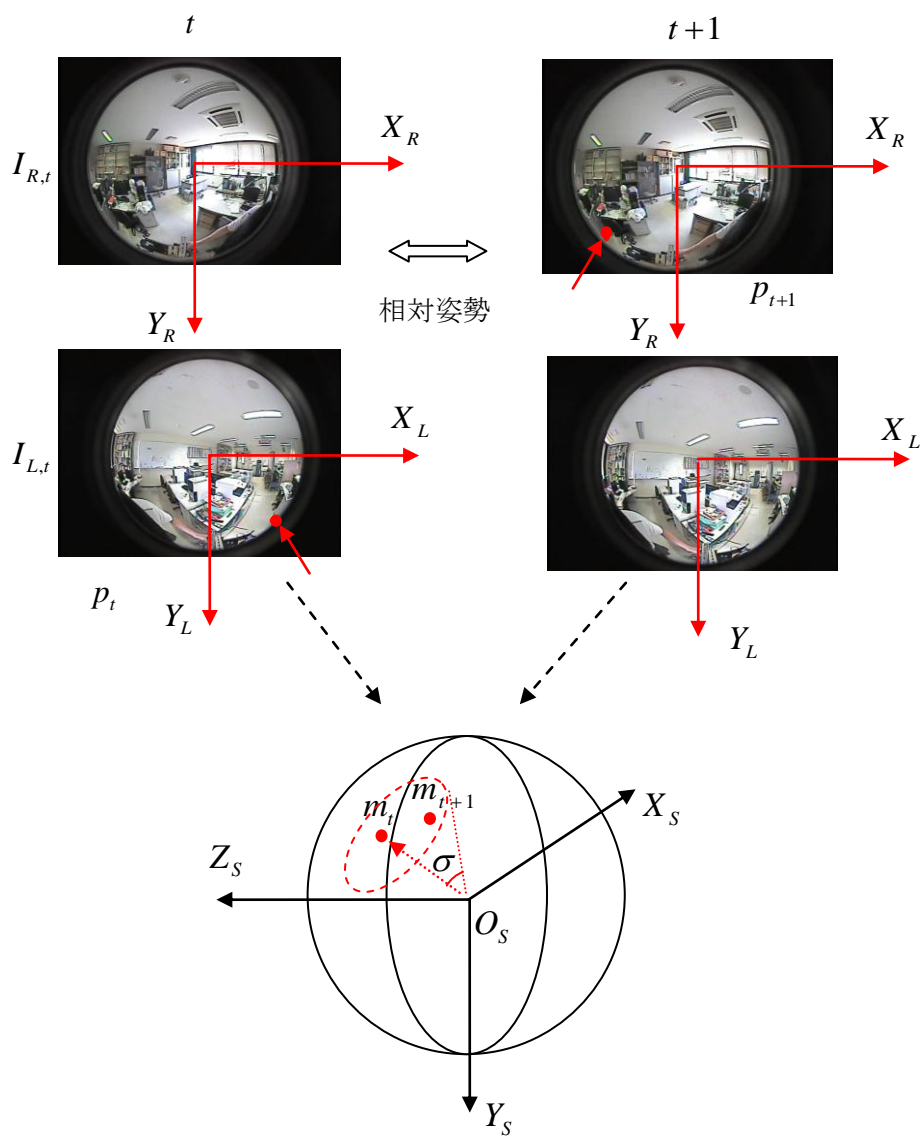 t
t+1
X_R
X_R
I_{R,t}
相対姿勢
p_{t+1}
Y_R
Y_R
X_L
X_L
I_{L,t}
p_t
Y_L
Y_L
m_t
m_{t+1}
X_S
Z_S
σ
O_S
Y_S